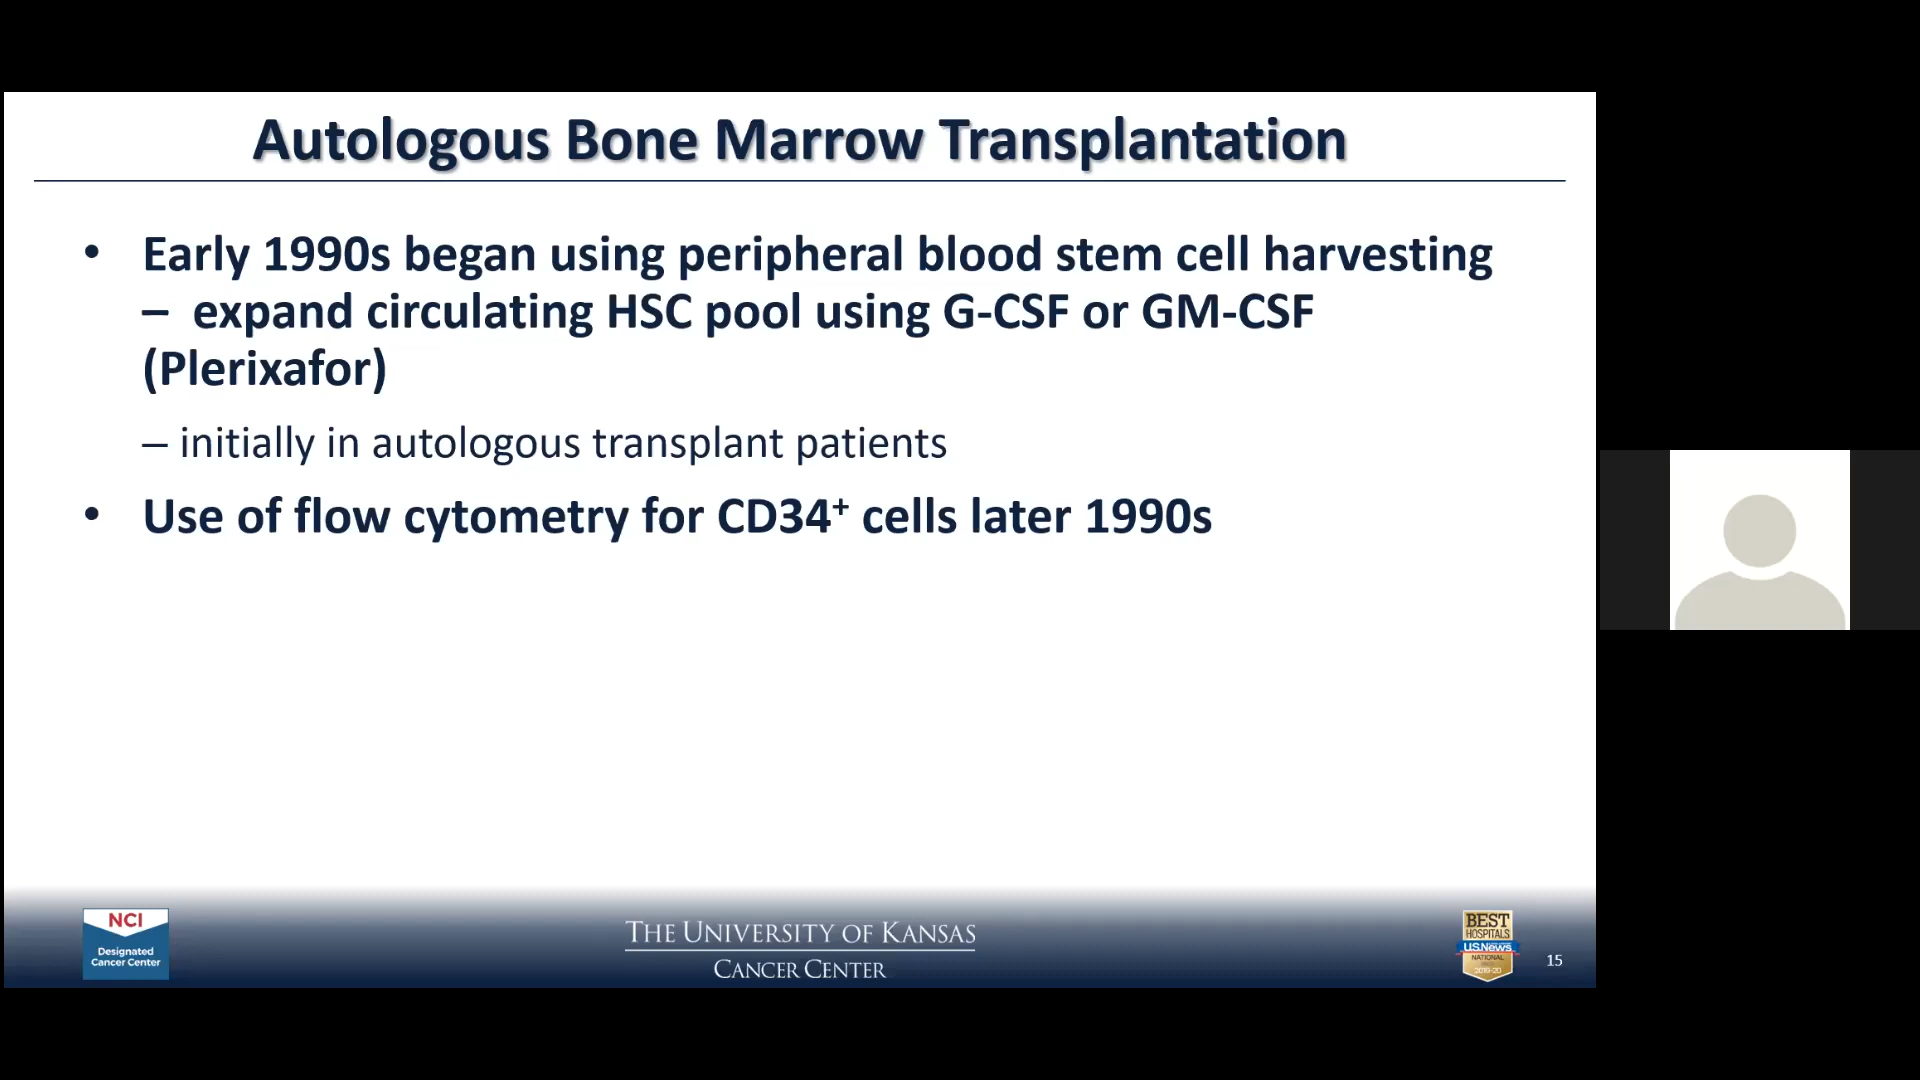 Autologous Bone Marrow Transplantation
• Early 1990s began using peripheral blood stem cell harvesting
– expand circulating HSC pool using G-CSF or GM-CSF
(Plerixafor)
– initially in autologous transplant patients
• Use of flow cytometry for CD34⁺ cells later 1990s
NCI
Designated
Cancer Center
THE UNIVERSITY OF KANSAS
CANCER CENTER
BEST
HOSPITALS
U.S.News
NATIONAL
2019-20
15